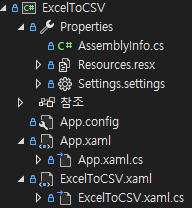 ExcelToCSV
Properties
AssemblyInfo.cs
Resources.resx
Settings.settings
참조
App.config
App.xaml
App.xaml.cs
ExcelToCSV.xaml
ExcelToCSV.xaml.cs